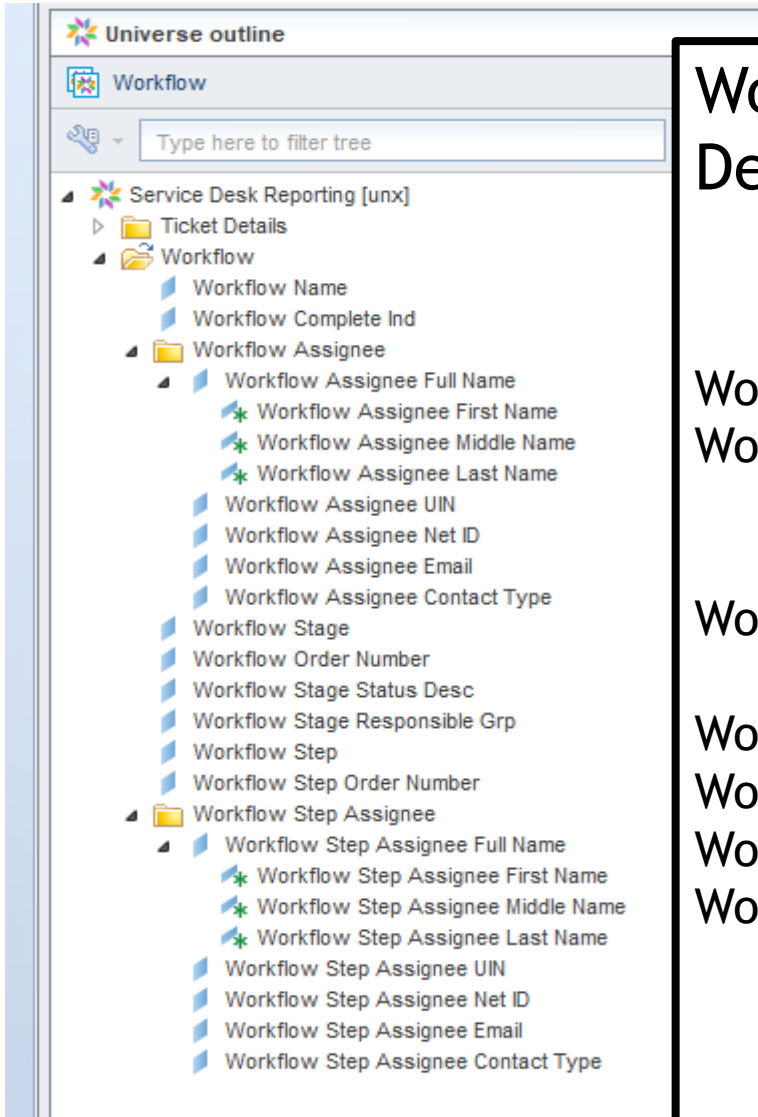 Universe outline
Workflow
Type here to filter tree
Service Desk Reporting [unx]
Ticket Details
Workflow
Workflow Name
Workflow Complete Ind
Workflow Assignee
Workflow Assignee Full Name
Workflow Assignee First Name
Workflow Assignee Middle Name
Workflow Assignee Last Name
Workflow Assignee UIN
Workflow Assignee Net ID
Workflow Assignee Email
Workflow Assignee Contact Type
Workflow Stage
Workflow Order Number
Workflow Stage Status Desc
Workflow Stage Responsible Grp
Workflow Step
Workflow Step Order Number
Workflow Step Assignee
Workflow Step Assignee Full Name
Workflow Step Assignee First Name
Workflow Step Assignee Middle Name
Workflow Step Assignee Last Name
Workflow Step Assignee UIN
Workflow Step Assignee Net ID
Workflow Step Assignee Email
Workflow Step Assignee Contact Type